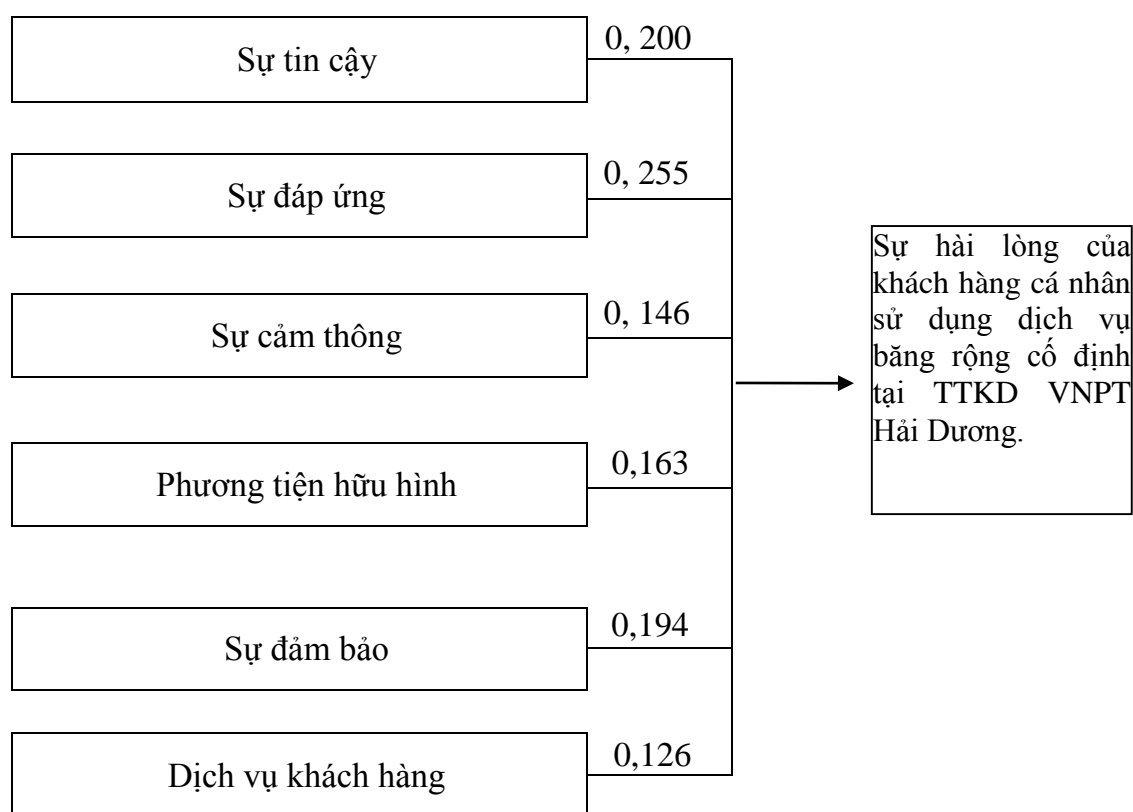 Sự tin cậy
0, 200
Sự đáp ứng
0, 255
Sự cảm thông
0, 146
Phương tiện hữu hình
0,163
Sự đảm bảo
0,194
Dịch vụ khách hàng
0,126
Sự hài lòng của
khách hàng cá nhân
sử dụng dịch vụ
băng rộng cố định
tại TTKD VNPT
Hải Dương.